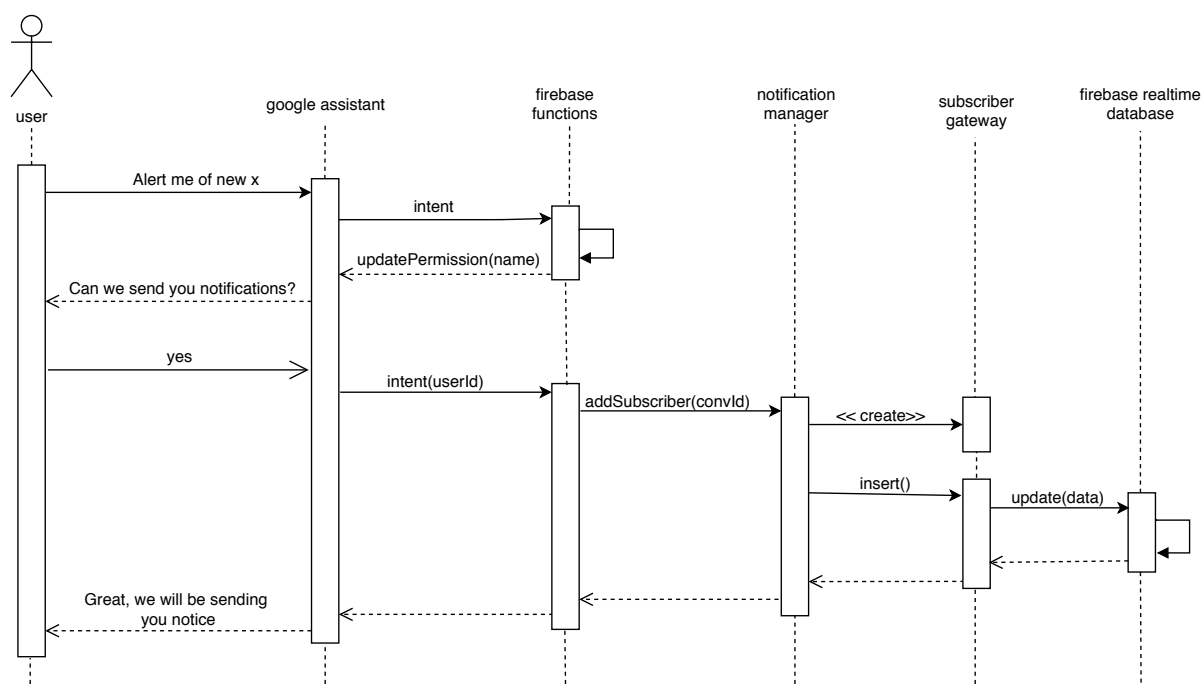 user
google assistant
firebase
functions
notification
manager
subscriber
gateway
firebase realtime
database
Alert me of new x
intent
updatePermission(name)
Can we send you notifications?
yes
intent(userId)
addSubscriber(convId)
<< create>>
insert()
update(data)
Great, we will be sending
you notice